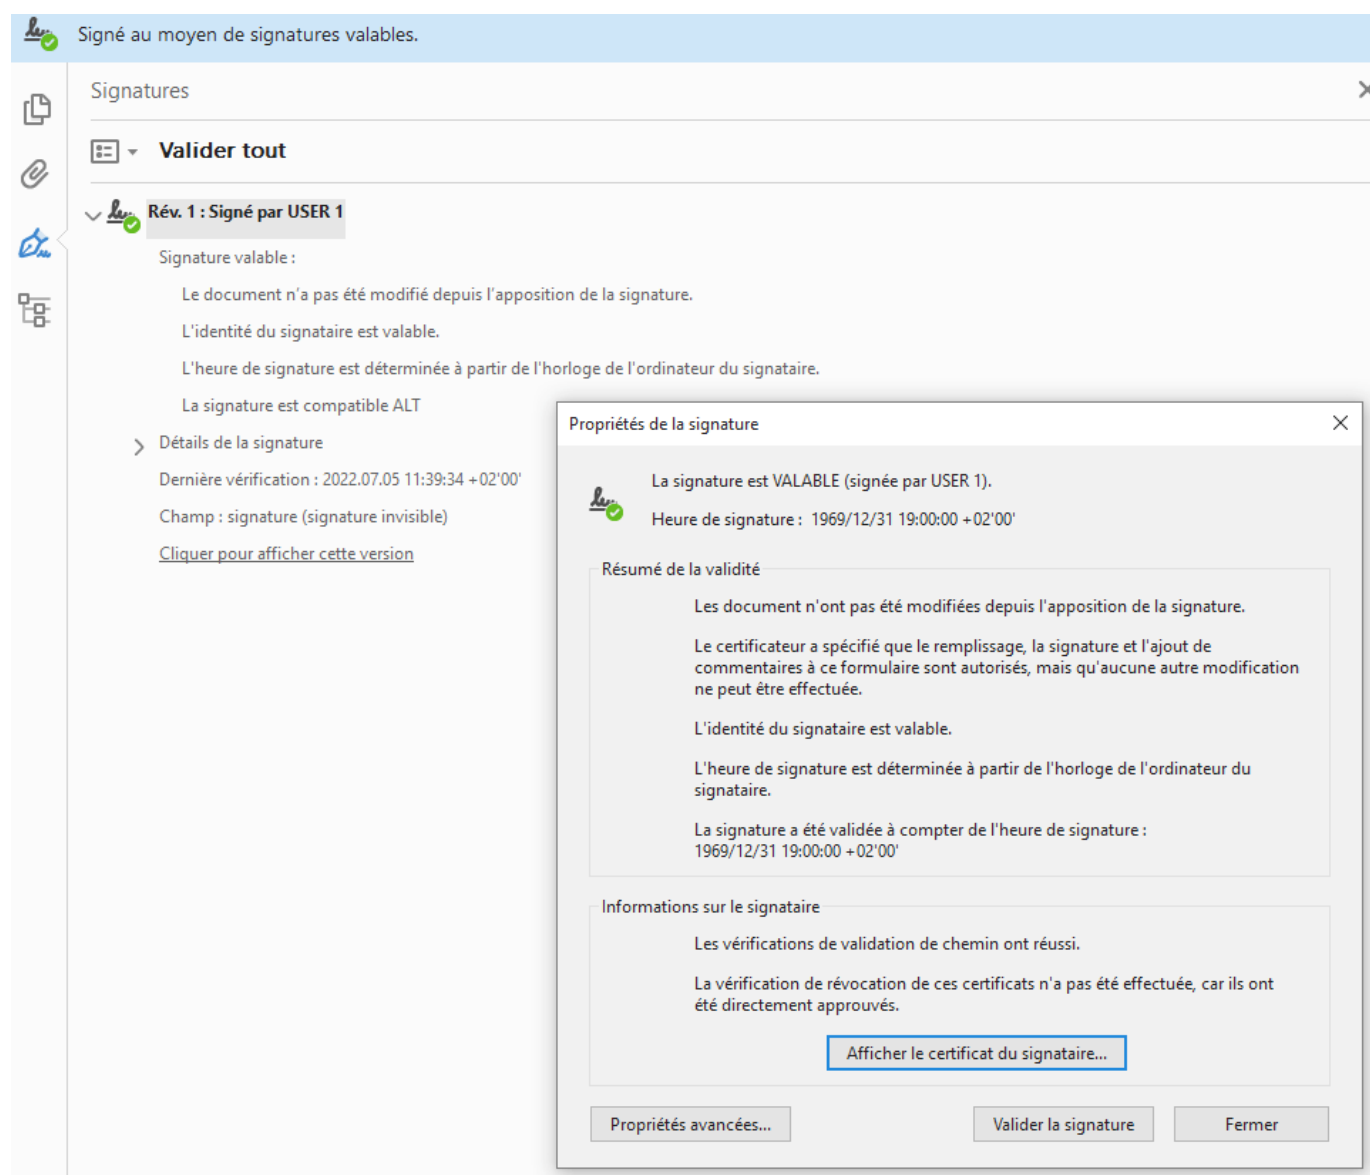 Signé au moyen de signatures valables.
Signatures
Valider tout
Rév. 1 : Signé par USER 1
Signature valable :
Le document n'a pas été modifié depuis l'apposition de la signature.
L'identité du signataire est valable.
L'heure de signature est déterminée à partir de l'horloge de l'ordinateur du signataire.
La signature est compatible ALT
Détails de la signature
Dernière vérification : 2022.07.05 11:39:34 +02'00'
Champ : signature (signature invisible)
Cliquer pour afficher cette version
Propriétés de la signature
La signature est VALABLE (signée par USER 1).
Heure de signature : 1969/12/31 19:00:00 +02'00'
Résumé de la validité
Les document n'ont pas été modifiées depuis l'apposition de la signature.
Le certificateur a spécifié que le remplissage, la signature et l'ajout de
commentaires à ce formulaire sont autorisés, mais qu'aucune autre modification
ne peut être effectuée.
L'identité du signataire est valable.
L'heure de signature est déterminée à partir de l'horloge de l'ordinateur du
signataire.
La signature a été validée à compter de l'heure de signature :
1969/12/31 19:00:00 +02'00'
Informations sur le signataire
Les vérifications de validation de chemin ont réussi.
La vérification de révocation de ces certificats n'a pas été effectuée, car ils ont
été directement approuvés.
Afficher le certificat du signataire...
Propriétés avancées...
Valider la signature
Fermer